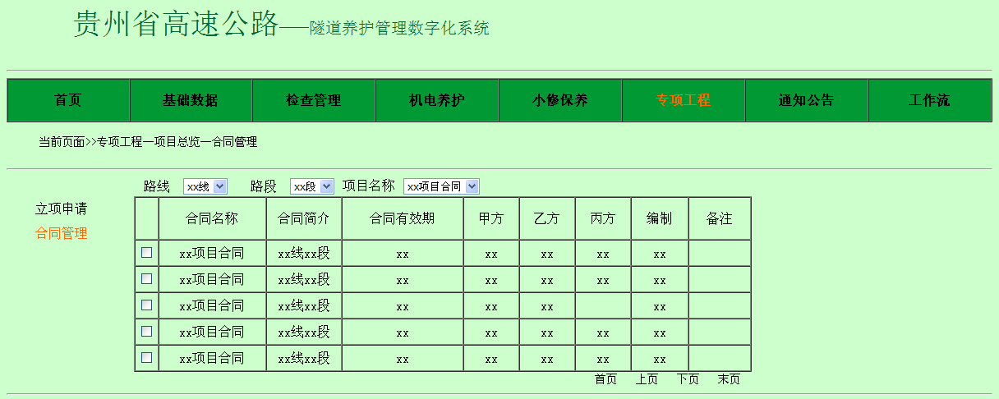 贵州省高速公路——隧道养护管理数字化系统
首页 基础数据 检查管理 机电养护 小修保养 专项工程 通知公告 工作流
当前页面>>专项工程—项目总览—合同管理
路线 xx线 路段 xx段 项目名称 xx项目合同
立项申请
合同管理
合同名称 合同简介 合同有效期 甲方 乙方 丙方 编制 备注
xx项目合同 xx线xx段 xx xx xx xx xx
xx项目合同 xx线xx段 xx xx xx xx xx
xx项目合同 xx线xx段 xx xx xx xx
xx项目合同 xx线xx段 xx xx xx xx xx
xx项目合同 xx线xx段 xx xx xx xx xx
首页 上页 下页 末页